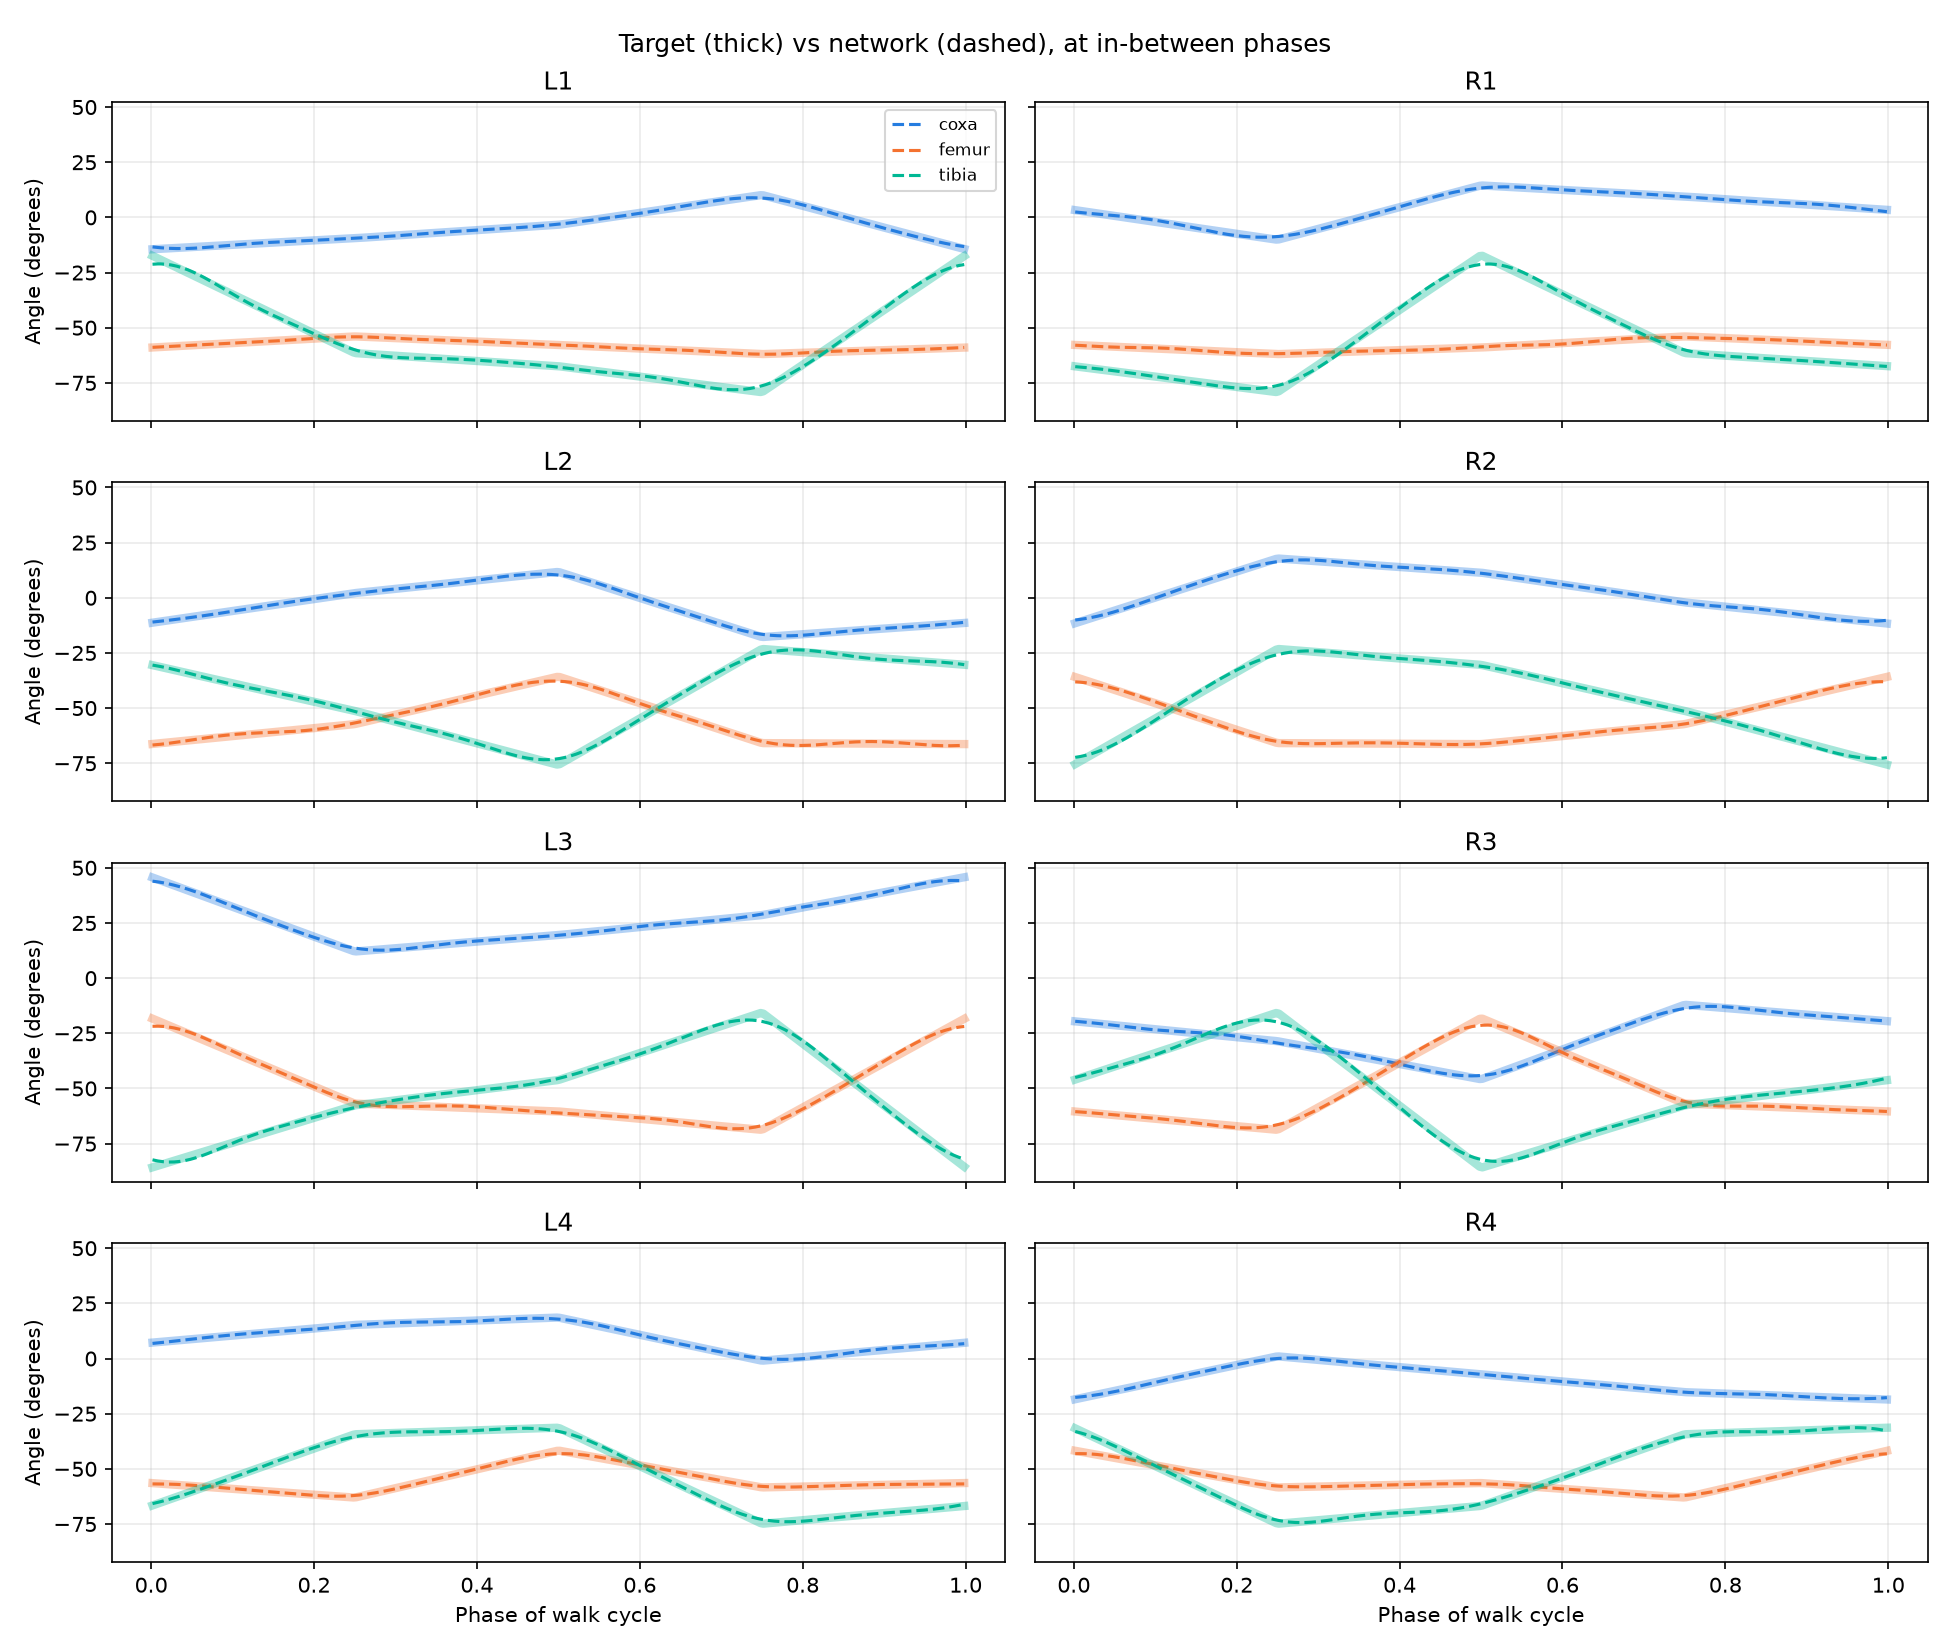 Target (thick) vs network (dashed), at in-between phases
L1
R1
50
25
0
−25
−50
−75
Angle (degrees)
coxa
femur
tibia
L2
R2
50
25
0
−25
−50
−75
Angle (degrees)
L3
R3
50
25
0
−25
−50
−75
Angle (degrees)
L4
R4
50
25
0
−25
−50
−75
Angle (degrees)
0.0 0.2 0.4 0.6 0.8 1.0
0.0 0.2 0.4 0.6 0.8 1.0
Phase of walk cycle
Phase of walk cycle